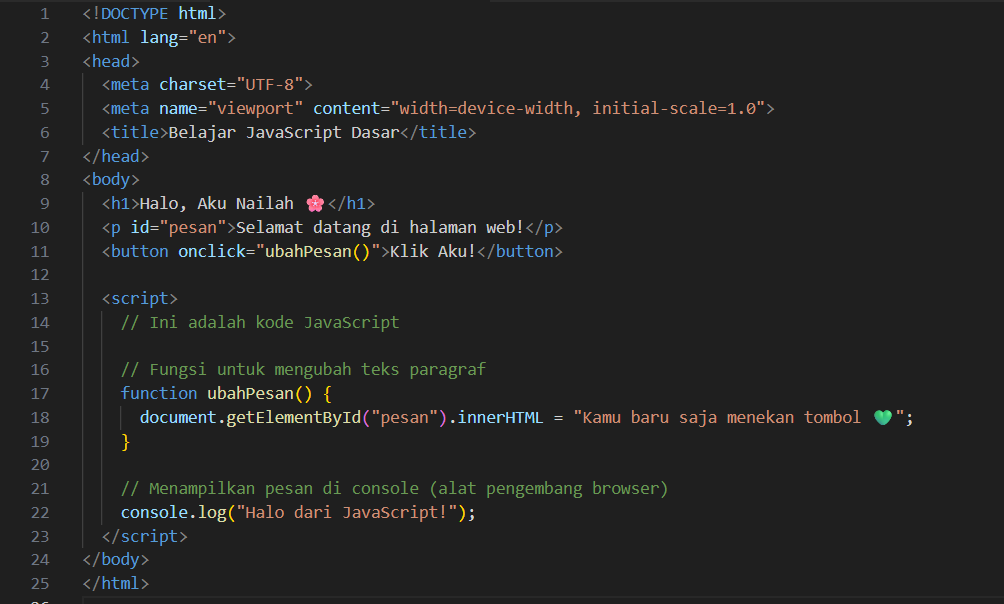 1 <!DOCTYPE html>
2 <html lang="en">
3 <head>
4   <meta charset="UTF-8">
5   <meta name="viewport" content="width=device-width, initial-scale=1.0">
6   <title>Belajar JavaScript Dasar</title>
7 </head>
8 <body>
9   <h1>Halo, Aku Nailah 🌸</h1>
10   <p id="pesan">Selamat datang di halaman web!</p>
11   <button onclick="ubahPesan()">Klik Aku!</button>
12
13   <script>
14     // Ini adalah kode JavaScript
15
16     // Fungsi untuk mengubah teks paragraf
17     function ubahPesan() {
18       document.getElementById("pesan").innerHTML = "Kamu baru saja menekan tombol 💚";
19     }
20
21     // Menampilkan pesan di console (alat pengembang browser)
22     console.log("Halo dari JavaScript!");
23   </script>
24 </body>
25 </html>